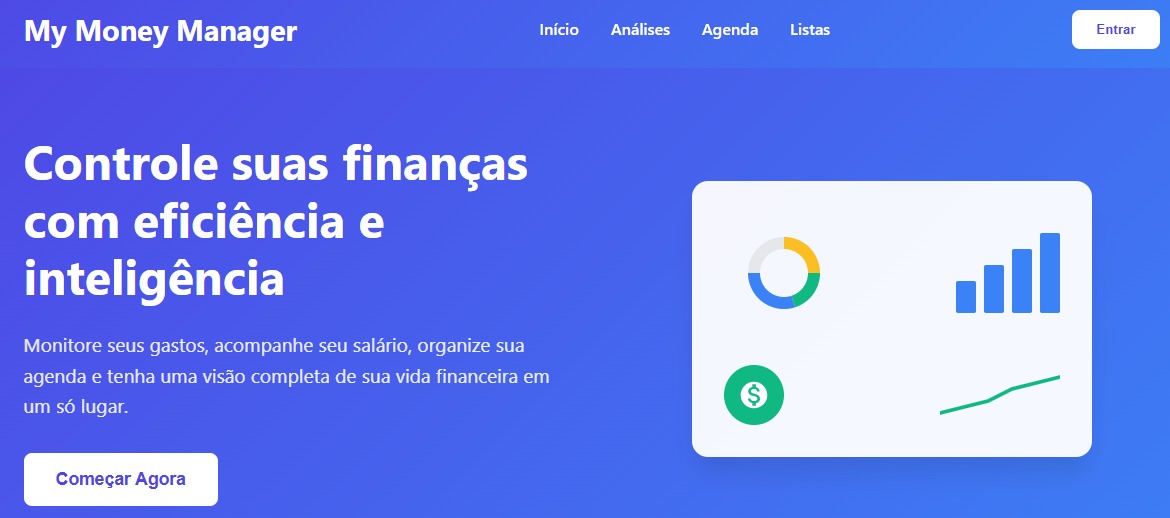 My Money Manager
Início Análises Agenda Listas
Entrar
Controle suas finanças
com eficiência e
inteligência
Monitore seus gastos, acompanhe seu salário, organize sua
agenda e tenha uma visão completa de sua vida financeira em
um só lugar.
Começar Agora
$